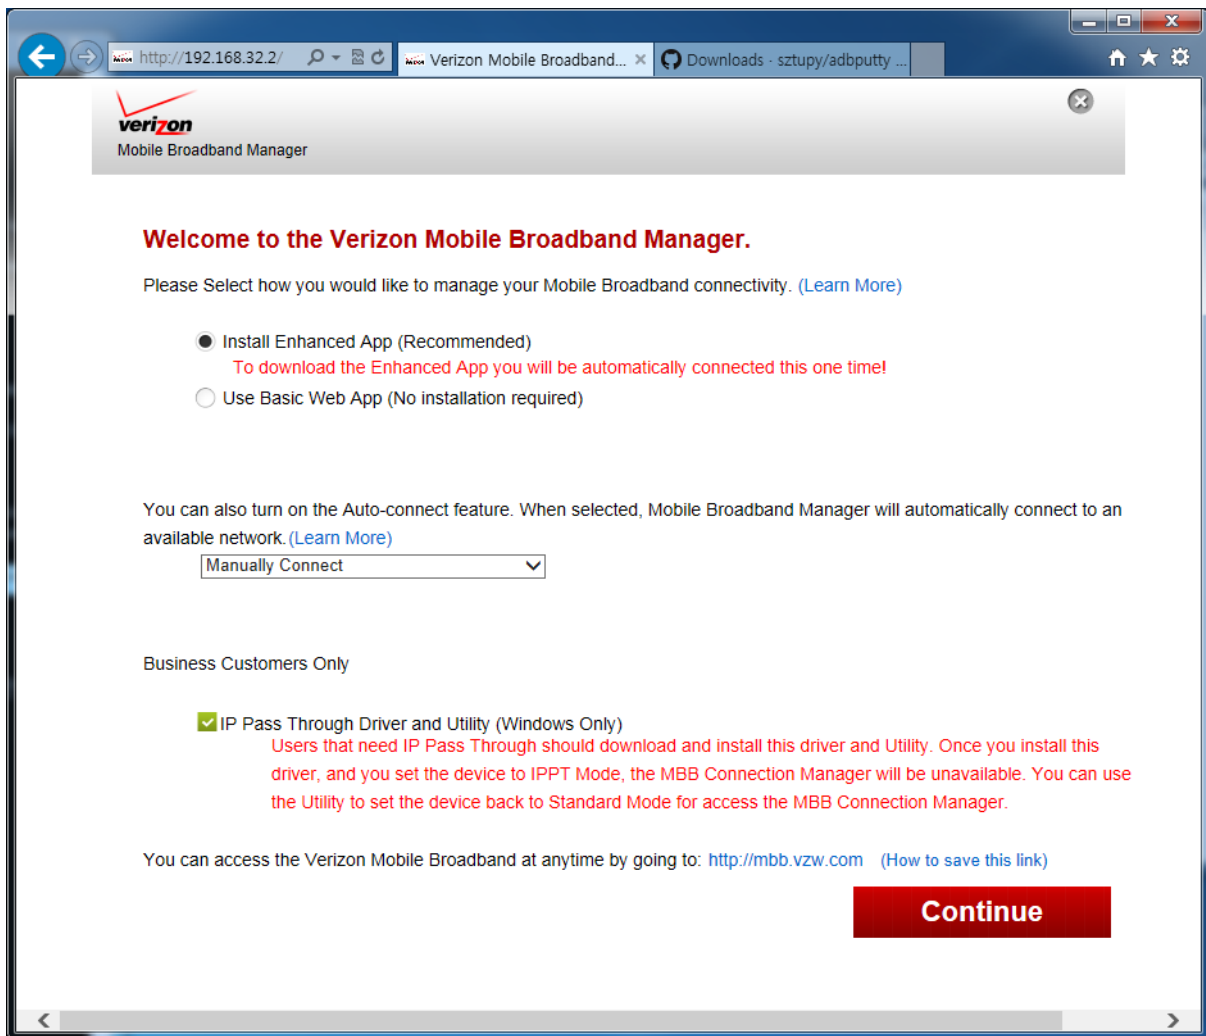 http://192.168.32.2/
Verizon Mobile Broadband...
Downloads · sztupy/adbputty ...
verizon
Mobile Broadband Manager
Welcome to the Verizon Mobile Broadband Manager.
Please Select how you would like to manage your Mobile Broadband connectivity. (Learn More)
Install Enhanced App (Recommended)
To download the Enhanced App you will be automatically connected this one time!
Use Basic Web App (No installation required)
You can also turn on the Auto-connect feature. When selected, Mobile Broadband Manager will automatically connect to an
available network.(Learn More)
Manually Connect
Business Customers Only
IP Pass Through Driver and Utility (Windows Only)
Users that need IP Pass Through should download and install this driver and Utility. Once you install this
driver, and you set the device to IPPT Mode, the MBB Connection Manager will be unavailable. You can use
the Utility to set the device back to Standard Mode for access the MBB Connection Manager.
You can access the Verizon Mobile Broadband at anytime by going to: http://mbb.vzw.com (How to save this link)
Continue